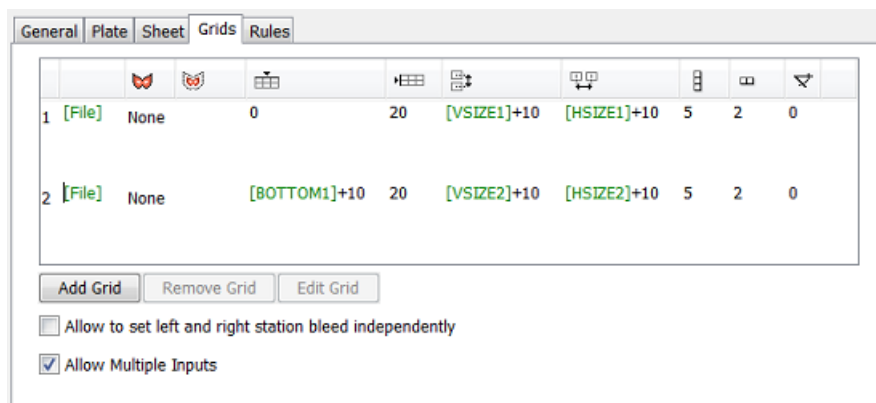 General Plate Sheet Grids Rules
1 [File] None 0 20 [VSIZE1]+10 [HSIZE1]+10 5 2 0
2 [File] None [BOTTOM1]+10 20 [VSIZE2]+10 [HSIZE2]+10 5 2 0
Add Grid Remove Grid Edit Grid
Allow to set left and right station bleed independently
Allow Multiple Inputs